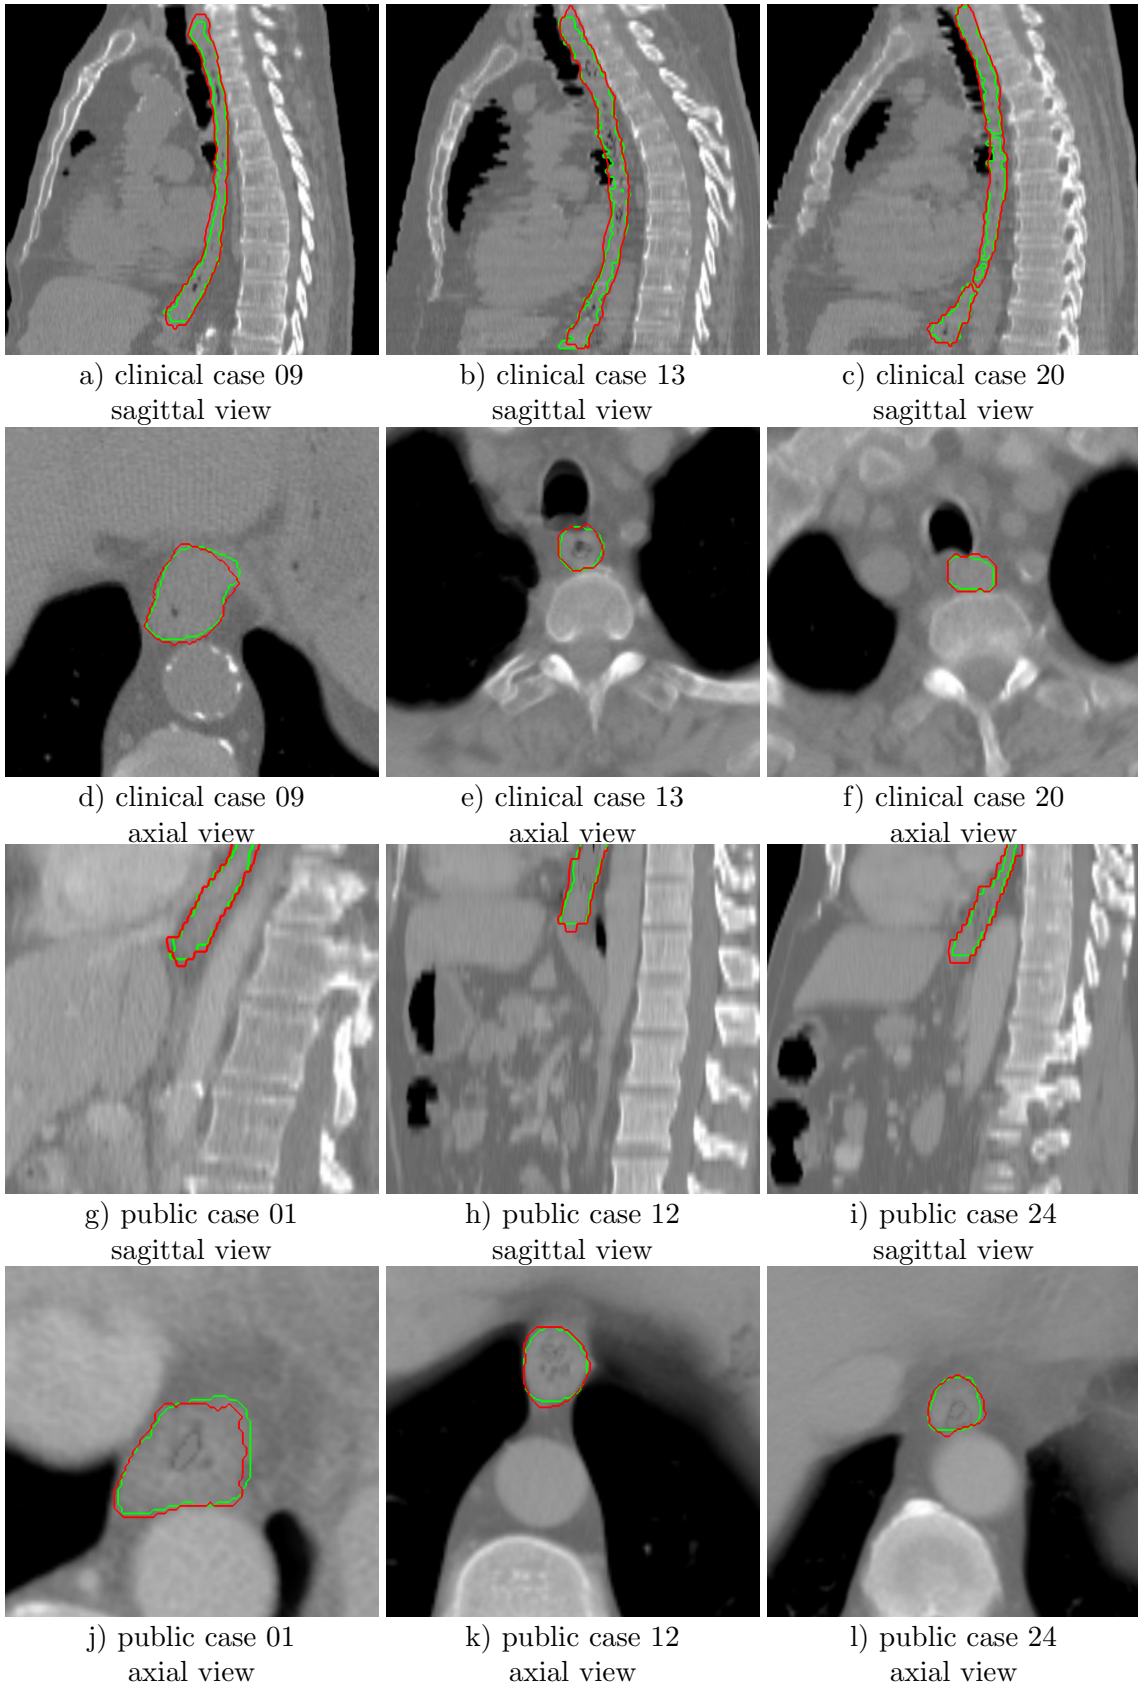 a) clinical case 09
sagittal view
b) clinical case 13
sagittal view
c) clinical case 20
sagittal view
d) clinical case 09
axial view
e) clinical case 13
axial view
f) clinical case 20
axial view
g) public case 01
sagittal view
h) public case 12
sagittal view
i) public case 24
sagittal view
j) public case 01
axial view
k) public case 12
axial view
l) public case 24
axial view